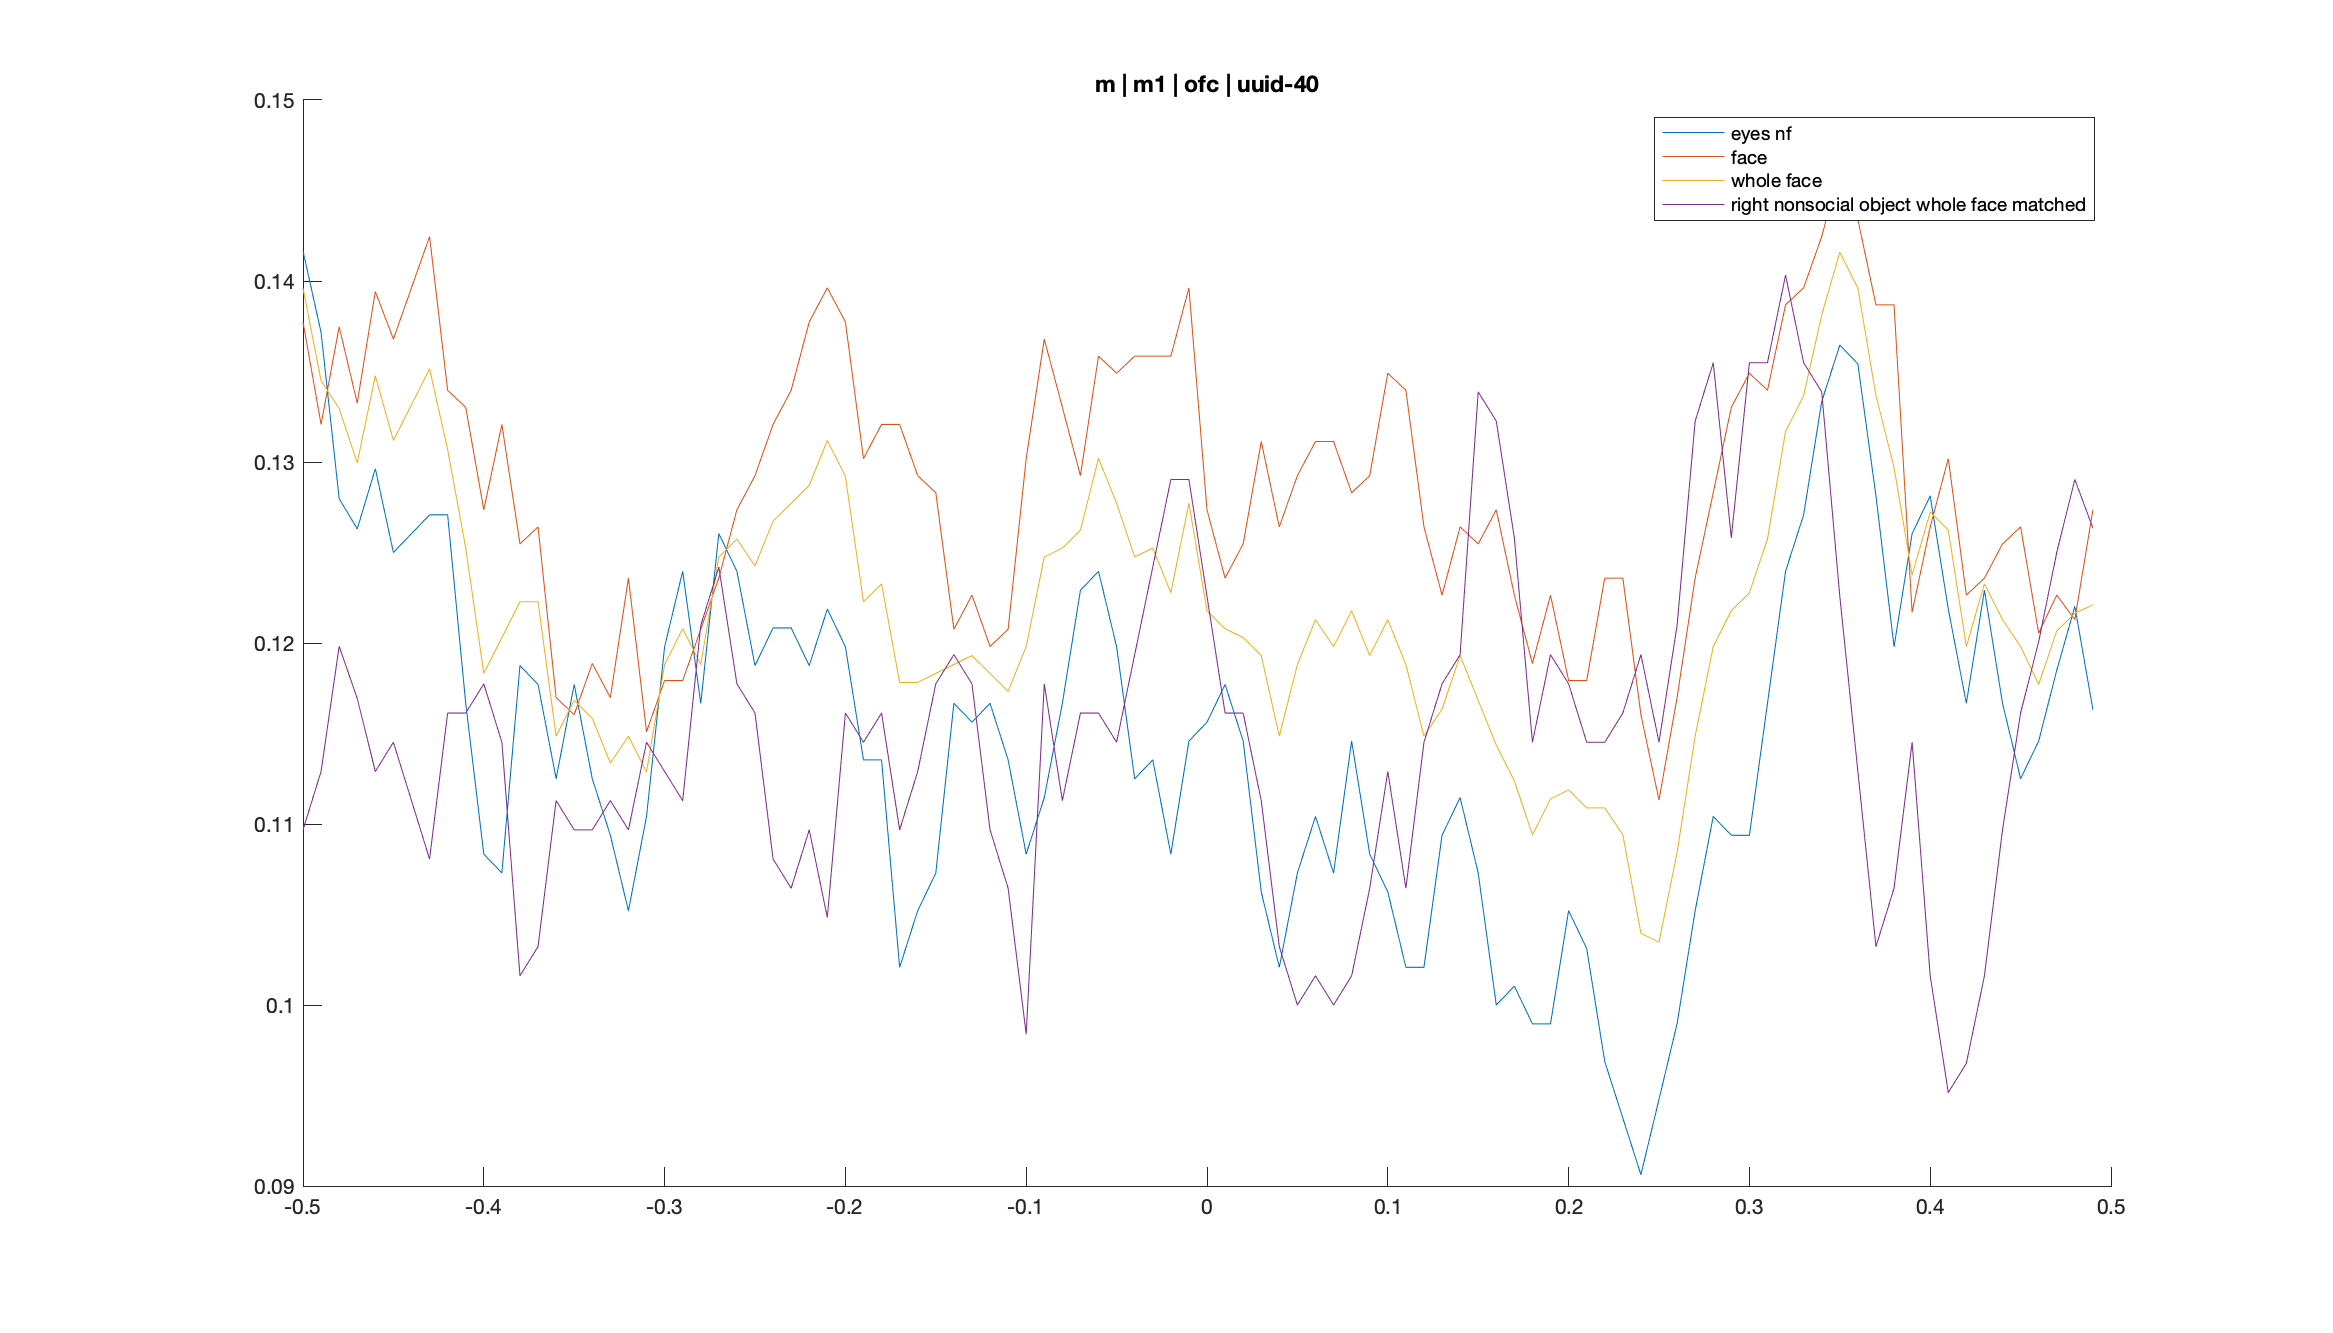 m | m1 | ofc | uuid-40
0.15
0.14
0.13
0.12
0.11
0.1
0.09
-0.5 -0.4 -0.3 -0.2 -0.1 0 0.1 0.2 0.3 0.4 0.5
eyes nf
face
whole face
right nonsocial object whole face matched